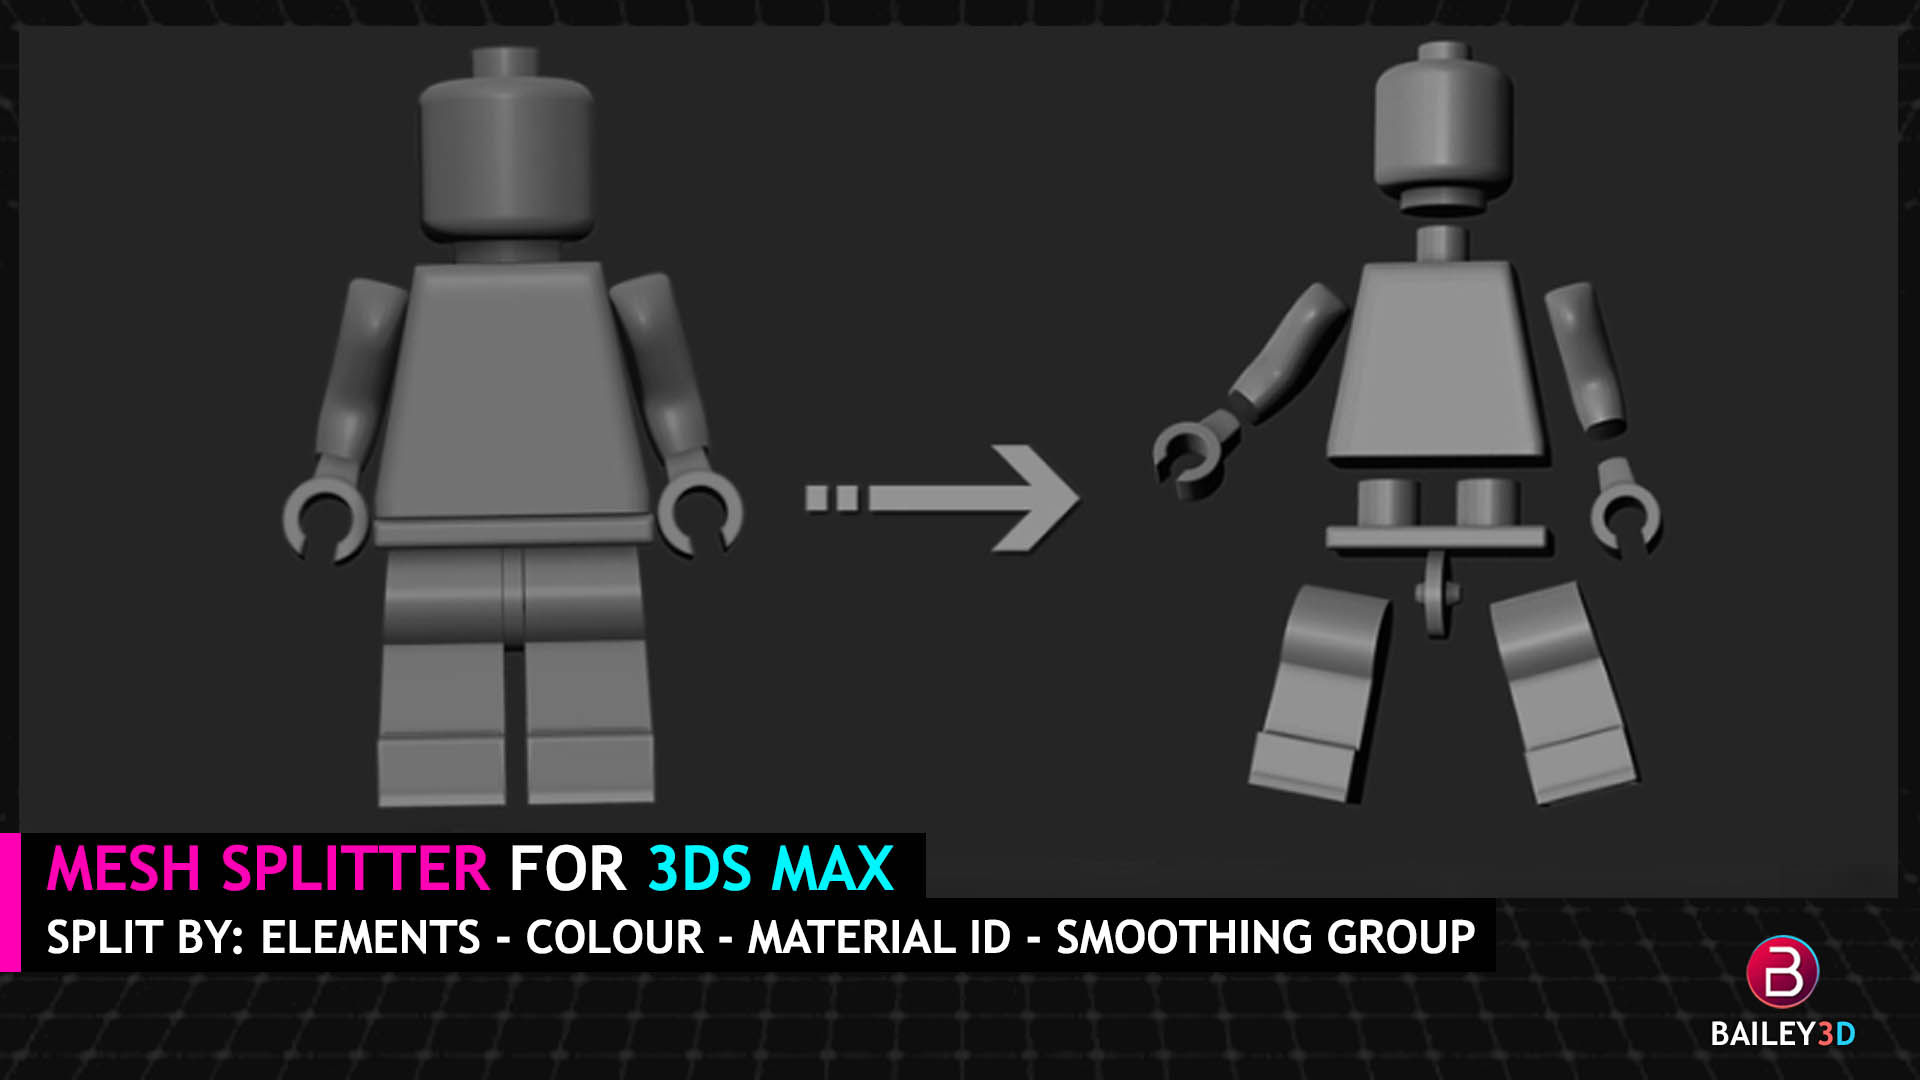 MESH SPLITTER FOR 3DS MAX
SPLIT BY: ELEMENTS - COLOUR - MATERIAL ID - SMOOTHING GROUP
B
BAILEY3D